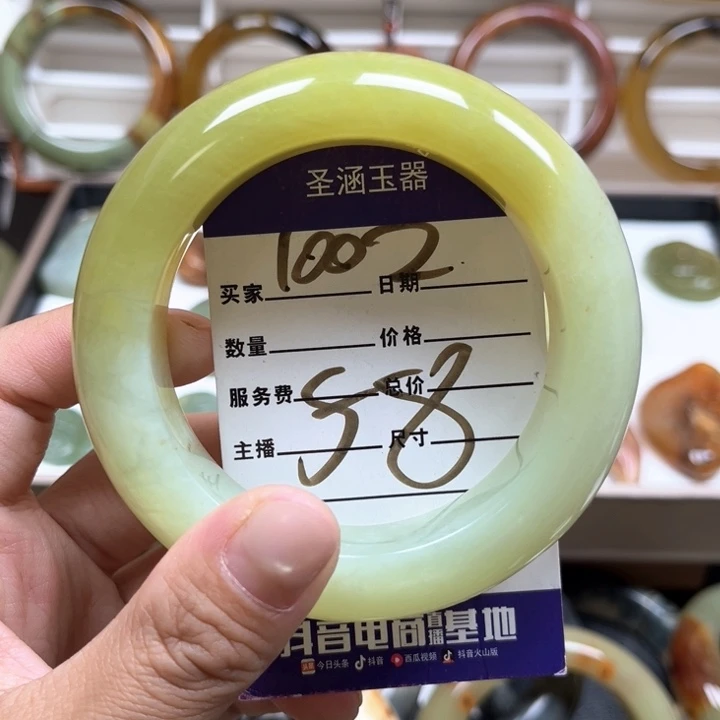 圣涵玉器
1002
买家 日期
数量 价格
服务费 总价
58
主播 尺寸
抖音电商直播基地
今日头条 抖音 西瓜视频 抖音火山版